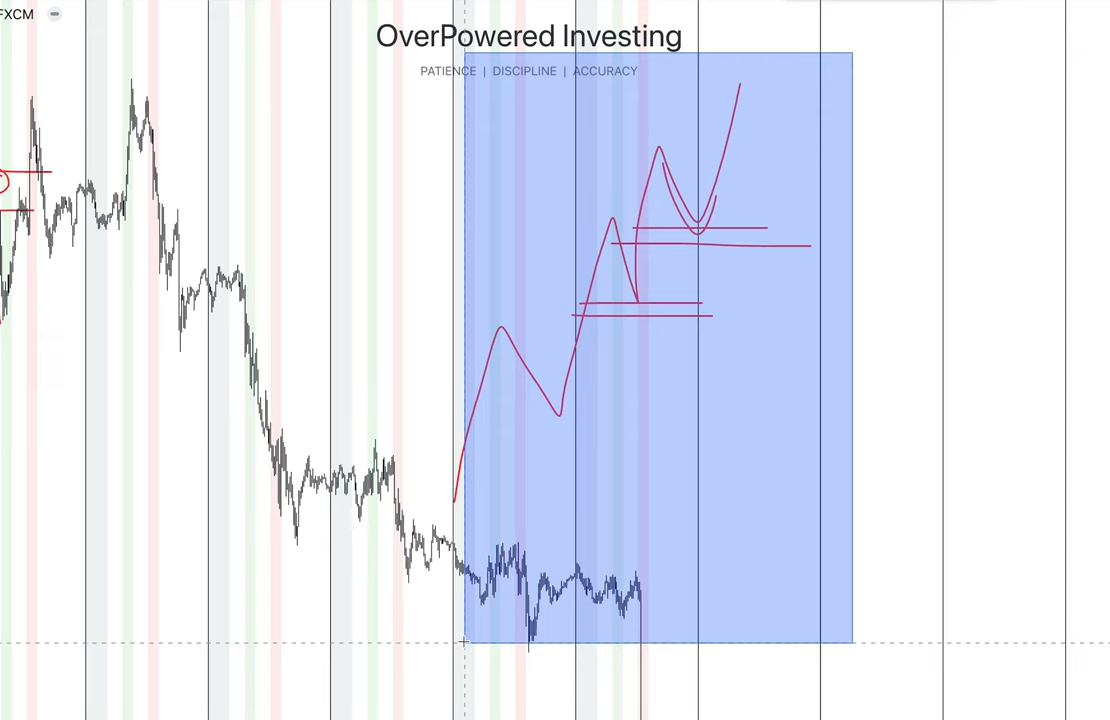 FXCM
OverPowered Investing
PATIENCE | DISCIPLINE | ACCURACY